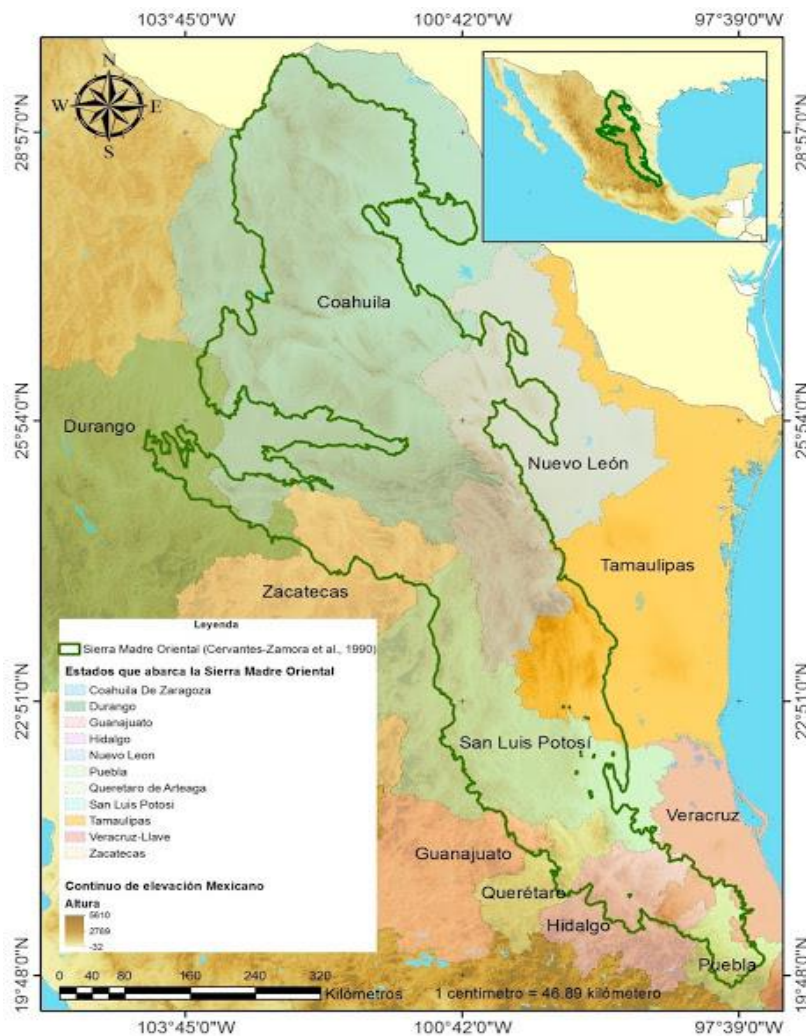 103°45'0"W 100°42'0"W 97°39'0"W
N
W E
S
28°57'0"N 28°57'0"N
Coahuila
25°54'0"N 25°54'0"N
Durango
Nuevo León
Tamaulipas
Zacatecas
Leyenda
Sierra Madre Oriental (Cervantes-Zamora et al., 1990)
Estados que abarca la Sierra Madre Oriental
Coahuila De Zaragoza
Durango
Guanajuato
Hidalgo
Nuevo Leon
Puebla
Queretaro de Arteaga
San Luis Potosi
Tamaulipas
Veracruz-Llave
Zacatecas
Continuo de elevación Mexicano
Altura
5610
2789
-32
22°51'0"N 22°51'0"N
San Luis Potosí
Veracruz
Guanajuato
Querétaro
Hidalgo
Puebla
19°48'0"N 19°48'0"N
0 40 80 160 240 320
Kilómetros
1 centímetro = 46.89 kilómetero
103°45'0"W 100°42'0"W 97°39'0"W